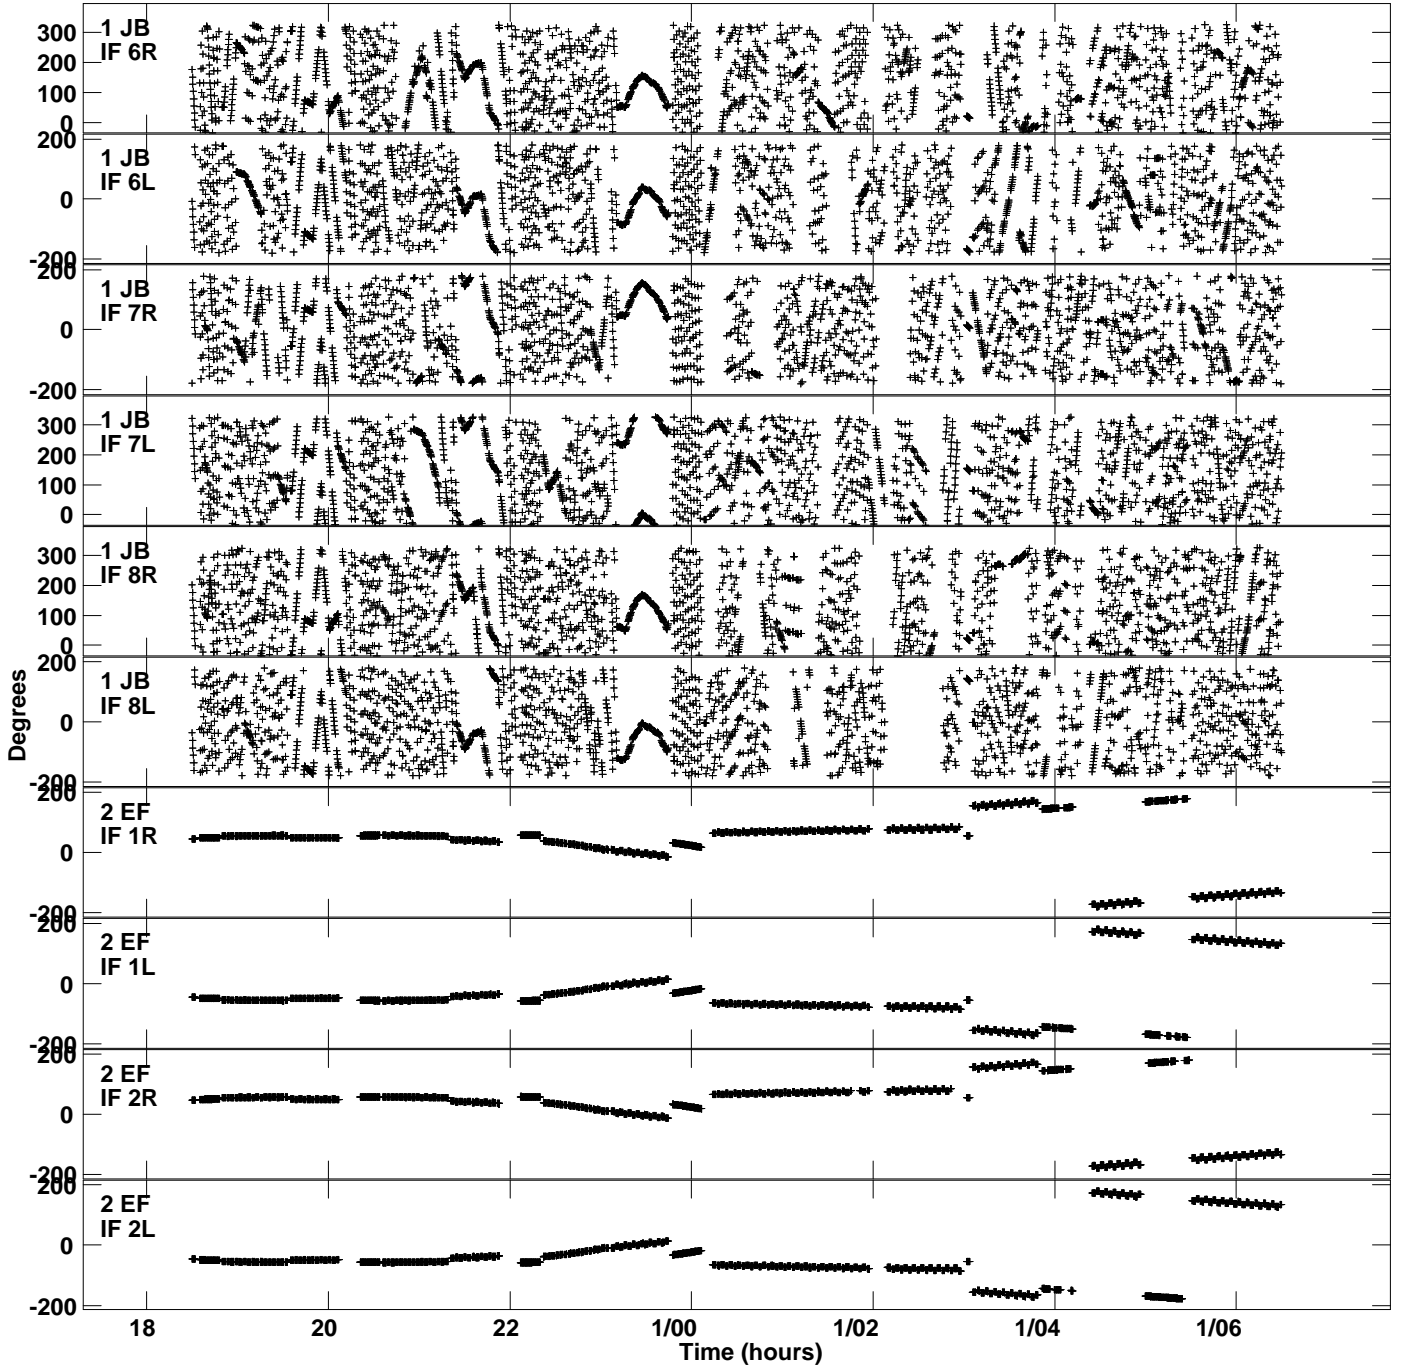 1 JB
IF 6R
300
200
100
0
1 JB
IF 6L
200
0
-200
1 JB
IF 7R
200
0
-200
1 JB
IF 7L
300
200
100
0
1 JB
IF 8R
300
200
100
0
1 JB
IF 8L
200
0
-200
2 EF
IF 1R
200
0
-200
2 EF
IF 1L
200
0
-200
2 EF
IF 2R
200
0
-200
2 EF
IF 2L
200
0
-200
Degrees
18 20 22 1/00 1/02 1/04 1/06
Time (hours)